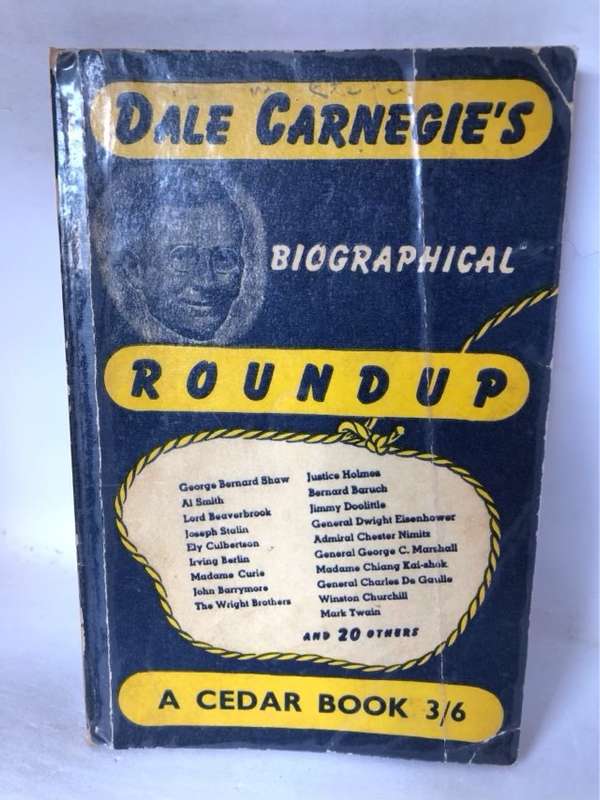 DALE CARNEGIE'S
BIOGRAPHICAL
ROUNDUP
George Bernard Shaw
Al Smith
Lord Beaverbrook
Joseph Stalin
Ely Culbertson
Irving Berlin
Madame Curie
John Barrymore
The Wright Brothers
Justice Holmes
Bernard Baruch
Jimmy Doolittle
General Dwight Eisenhower
Admiral Chester Nimitz
General George C. Marshall
Madame Chiang Kai-shok
General Charles De Gaulle
Winston Churchill
Mark Twain
AND 20 OTHERS
A CEDAR BOOK 3/6